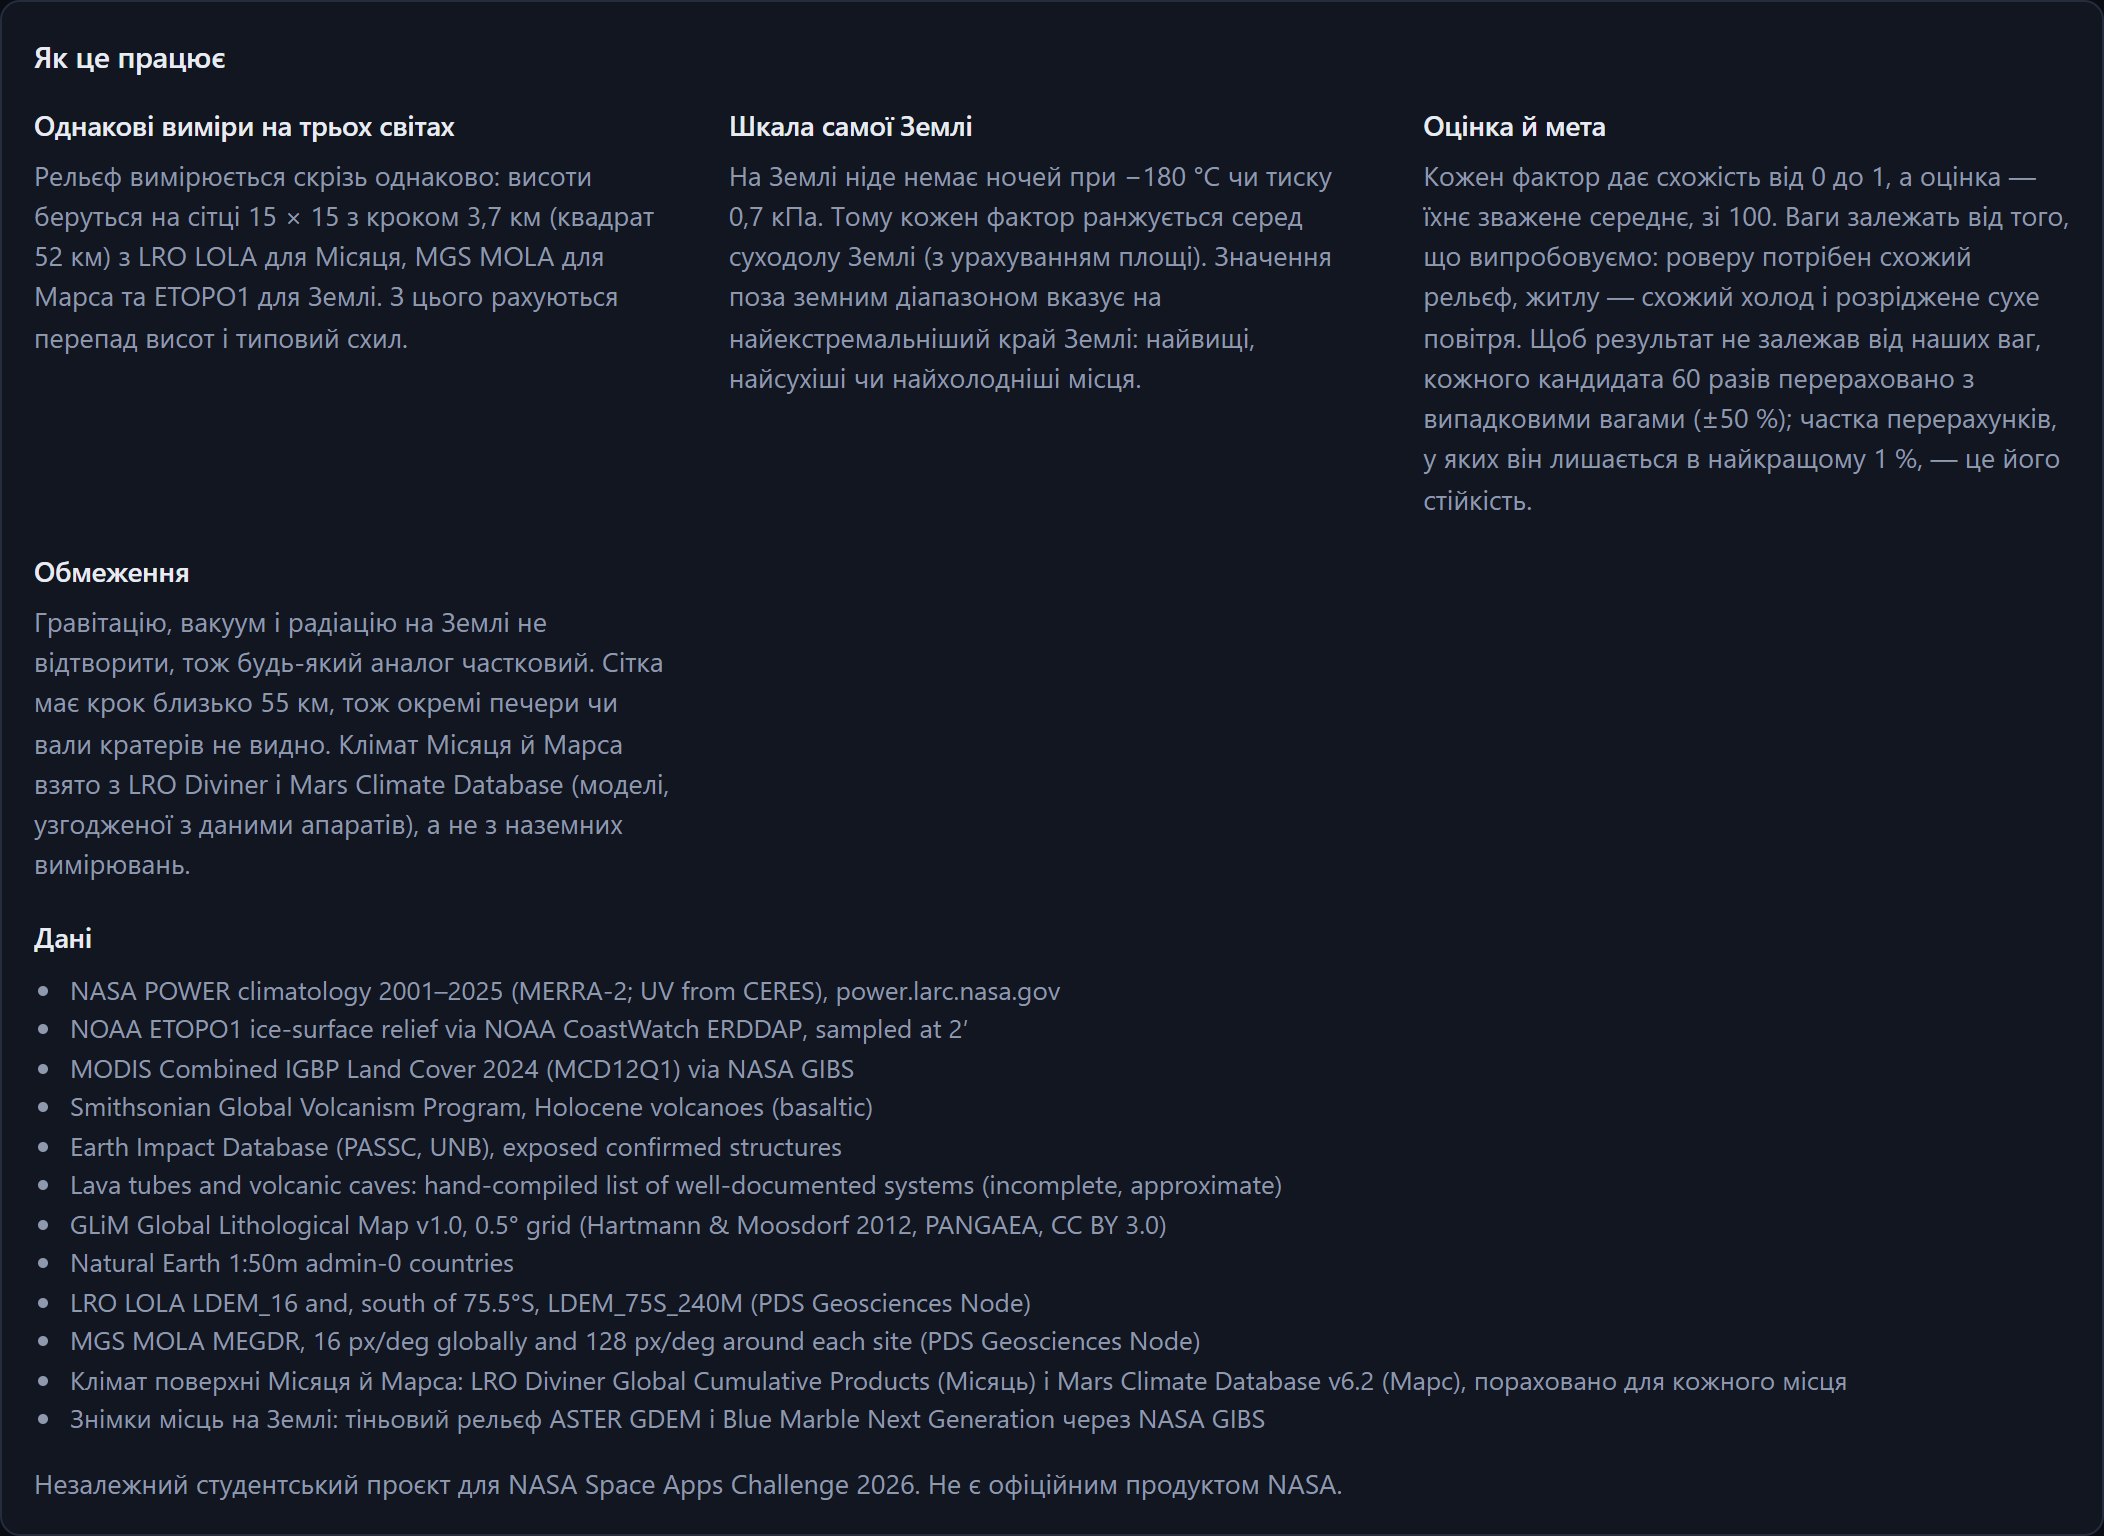 Як це працює
Однакові виміри на трьох світах
Рельєф вимірюється скрізь однаково: висоти
беруться на сітці 15 × 15 з кроком 3,7 км (квадрат
52 км) з LRO LOLA для Місяця, MGS MOLA для
Марса та ETOPO1 для Землі. З цього рахуються
перепад висот і типовий схил.
Шкала самої Землі
На Землі ніде немає ночей при −180 °C чи тиску
0,7 кПа. Тому кожен фактор ранжується серед
суходолу Землі (з урахуванням площі). Значення
поза земним діапазоном вказує на
найекстремальніший край Землі: найвищі,
найсухіші чи найхолодніші місця.
Оцінка й мета
Кожен фактор дає схожість від 0 до 1, а оцінка —
їхнє зважене середнє, зі 100. Ваги залежать від того,
що випробовуємо: роверу потрібен схожий
рельєф, житлу — схожий холод і розріджене сухе
повітря. Щоб результат не залежав від наших ваг,
кожного кандидата 60 разів перераховано з
випадковими вагами (±50 %); частка перерахунків,
у яких він лишається в найкращому 1 %, — це його
стійкість.
Обмеження
Гравітацію, вакуум і радіацію на Землі не
відтворити, тож будь-який аналог частковий. Сітка
має крок близько 55 км, тож окремі печери чи
вали кратерів не видно. Клімат Місяця й Марса
взято з LRO Diviner і Mars Climate Database (моделі,
узгодженої з даними апаратів), а не з наземних
вимірювань.
Дані
• NASA POWER climatology 2001–2025 (MERRA-2; UV from CERES), power.larc.nasa.gov
• NOAA ETOPO1 ice-surface relief via NOAA CoastWatch ERDDAP, sampled at 2′
• MODIS Combined IGBP Land Cover 2024 (MCD12Q1) via NASA GIBS
• Smithsonian Global Volcanism Program, Holocene volcanoes (basaltic)
• Earth Impact Database (PASSC, UNB), exposed confirmed structures
• Lava tubes and volcanic caves: hand-compiled list of well-documented systems (incomplete, approximate)
• GLiM Global Lithological Map v1.0, 0.5° grid (Hartmann & Moosdorf 2012, PANGAEA, CC BY 3.0)
• Natural Earth 1:50m admin-0 countries
• LRO LOLA LDEM_16 and, south of 75.5°S, LDEM_75S_240M (PDS Geosciences Node)
• MGS MOLA MEGDR, 16 px/deg globally and 128 px/deg around each site (PDS Geosciences Node)
• Клімат поверхні Місяця й Марса: LRO Diviner Global Cumulative Products (Місяць) і Mars Climate Database v6.2 (Марс), пораховано для кожного місця
• Знімки місць на Землі: тіньовий рельєф ASTER GDEM і Blue Marble Next Generation через NASA GIBS
Незалежний студентський проєкт для NASA Space Apps Challenge 2026. Не є офіційним продуктом NASA.